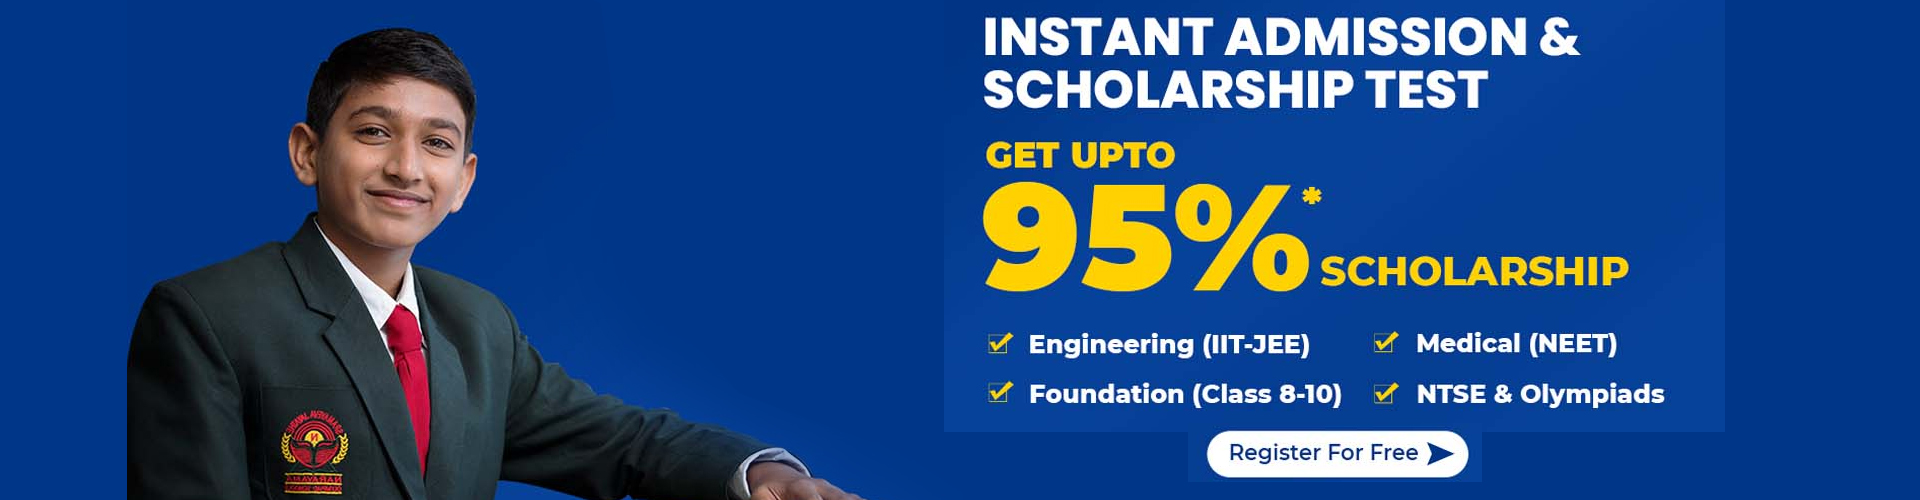 INSTANT ADMISSION &
SCHOLARSHIP TEST
GET UPTO
95%* SCHOLARSHIP
Engineering (IIT-JEE)
Medical (NEET)
Foundation (Class 8-10)
NTSE & Olympiads
Register For Free
NARAYANA